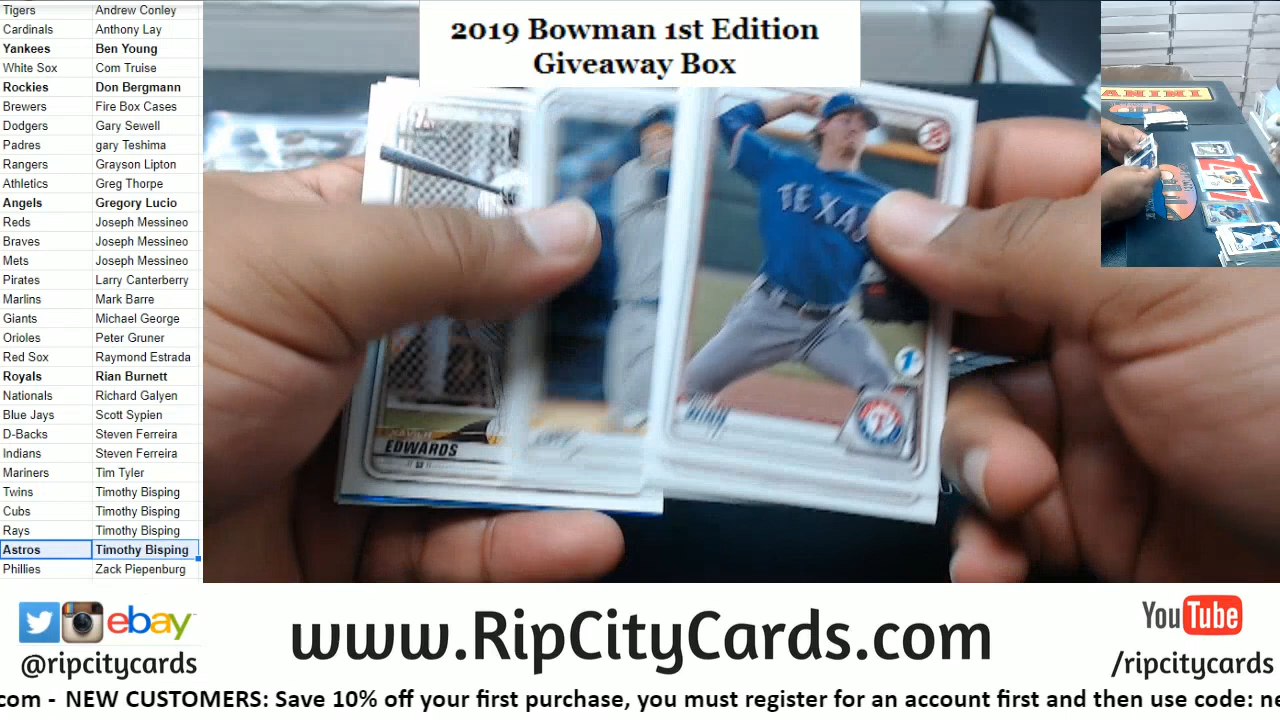 2019 Bowman 1st Edition
Giveaway Box
Tigers Andrew Conley
Cardinals Anthony Lay
Yankees Ben Young
White Sox Com Truise
Rockies Don Bergmann
Brewers Fire Box Cases
Dodgers Gary Sewell
Padres gary Teshima
Rangers Grayson Lipton
Athletics Greg Thorpe
Angels Gregory Lucio
Reds Joseph Messineo
Braves Joseph Messineo
Mets Joseph Messineo
Pirates Larry Canterberry
Marlins Mark Barre
Giants Michael George
Orioles Peter Gruner
Red Sox Raymond Estrada
Royals Rian Burnett
Nationals Richard Galyen
Blue Jays Scott Sypien
D-Backs Steven Ferreira
Indians Steven Ferreira
Mariners Tim Tyler
Twins Timothy Bisping
Cubs Timothy Bisping
Rays Timothy Bisping
Astros Timothy Bisping
Phillies Zack Piepenburg
TEXAS
EDWARDS
PANINI
ebay
@ripcitycards
www.RipCityCards.com
YouTube
/ripcitycards
com - NEW CUSTOMERS: Save 10% off your first purchase, you must register for an account first and then use code: ne